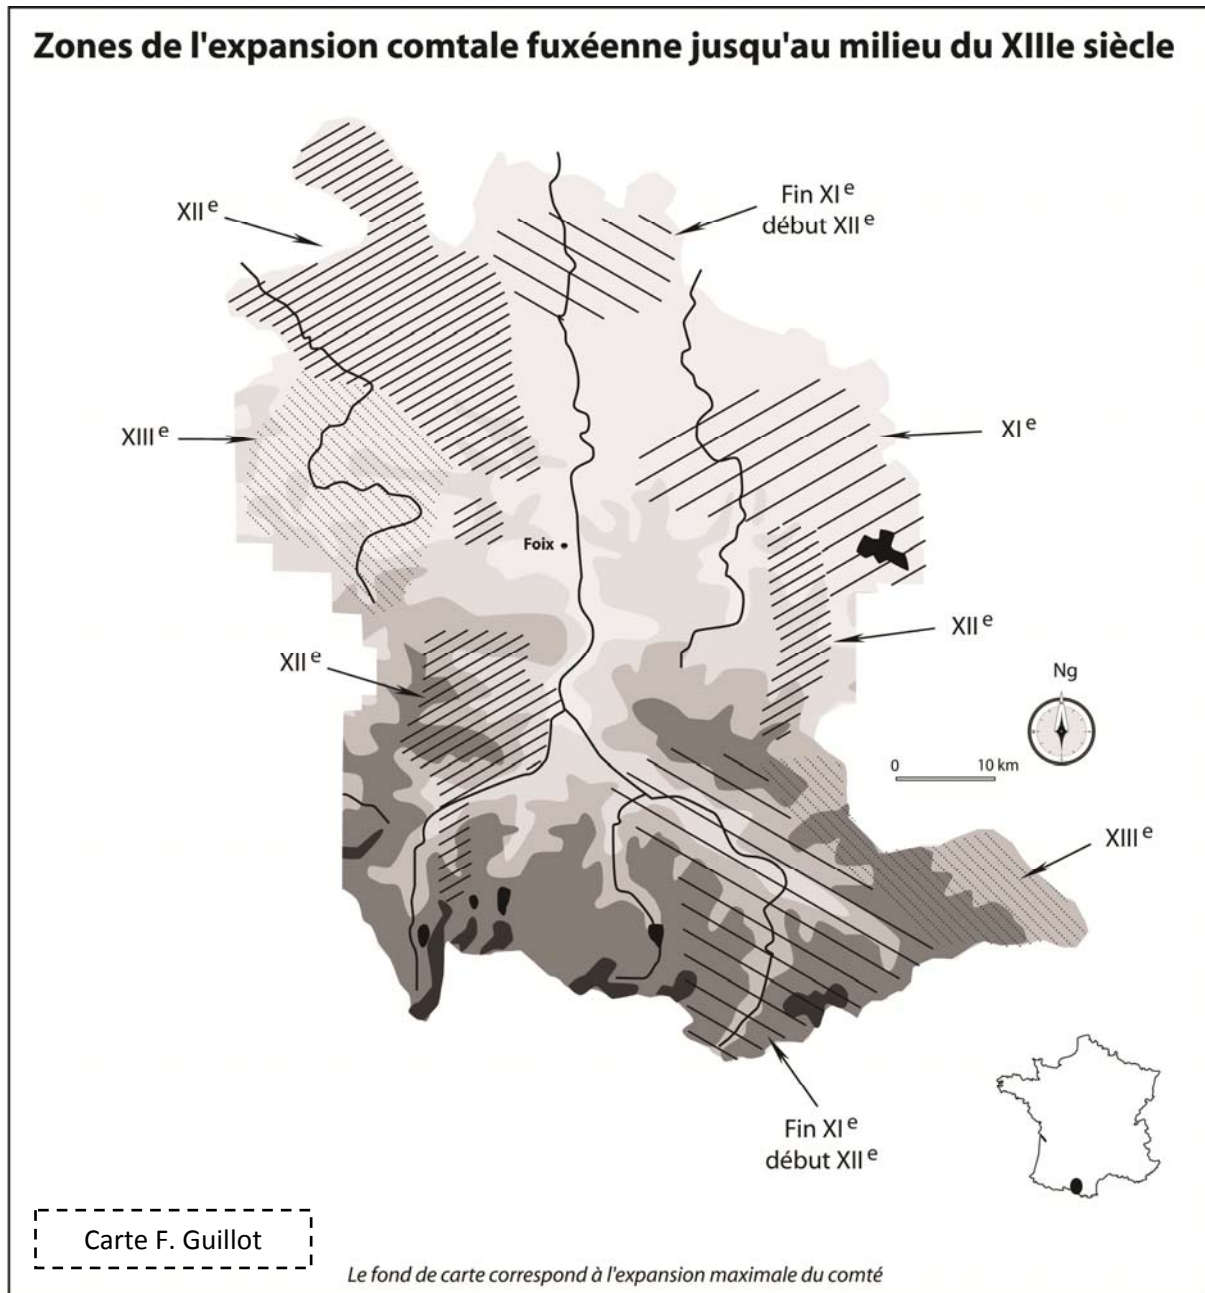 Zones de l'expansion comtale fuxéenne jusqu'au milieu du XIIIe siècle
XIIe
Fin XIe
début XIIe
XIIIe
XIe
Foix
XIIe
XIIe
Ng
0 10 km
XIIIe
Fin XIe
début XIIe
Carte F. Guillot
Le fond de carte correspond à l'expansion maximale du comté